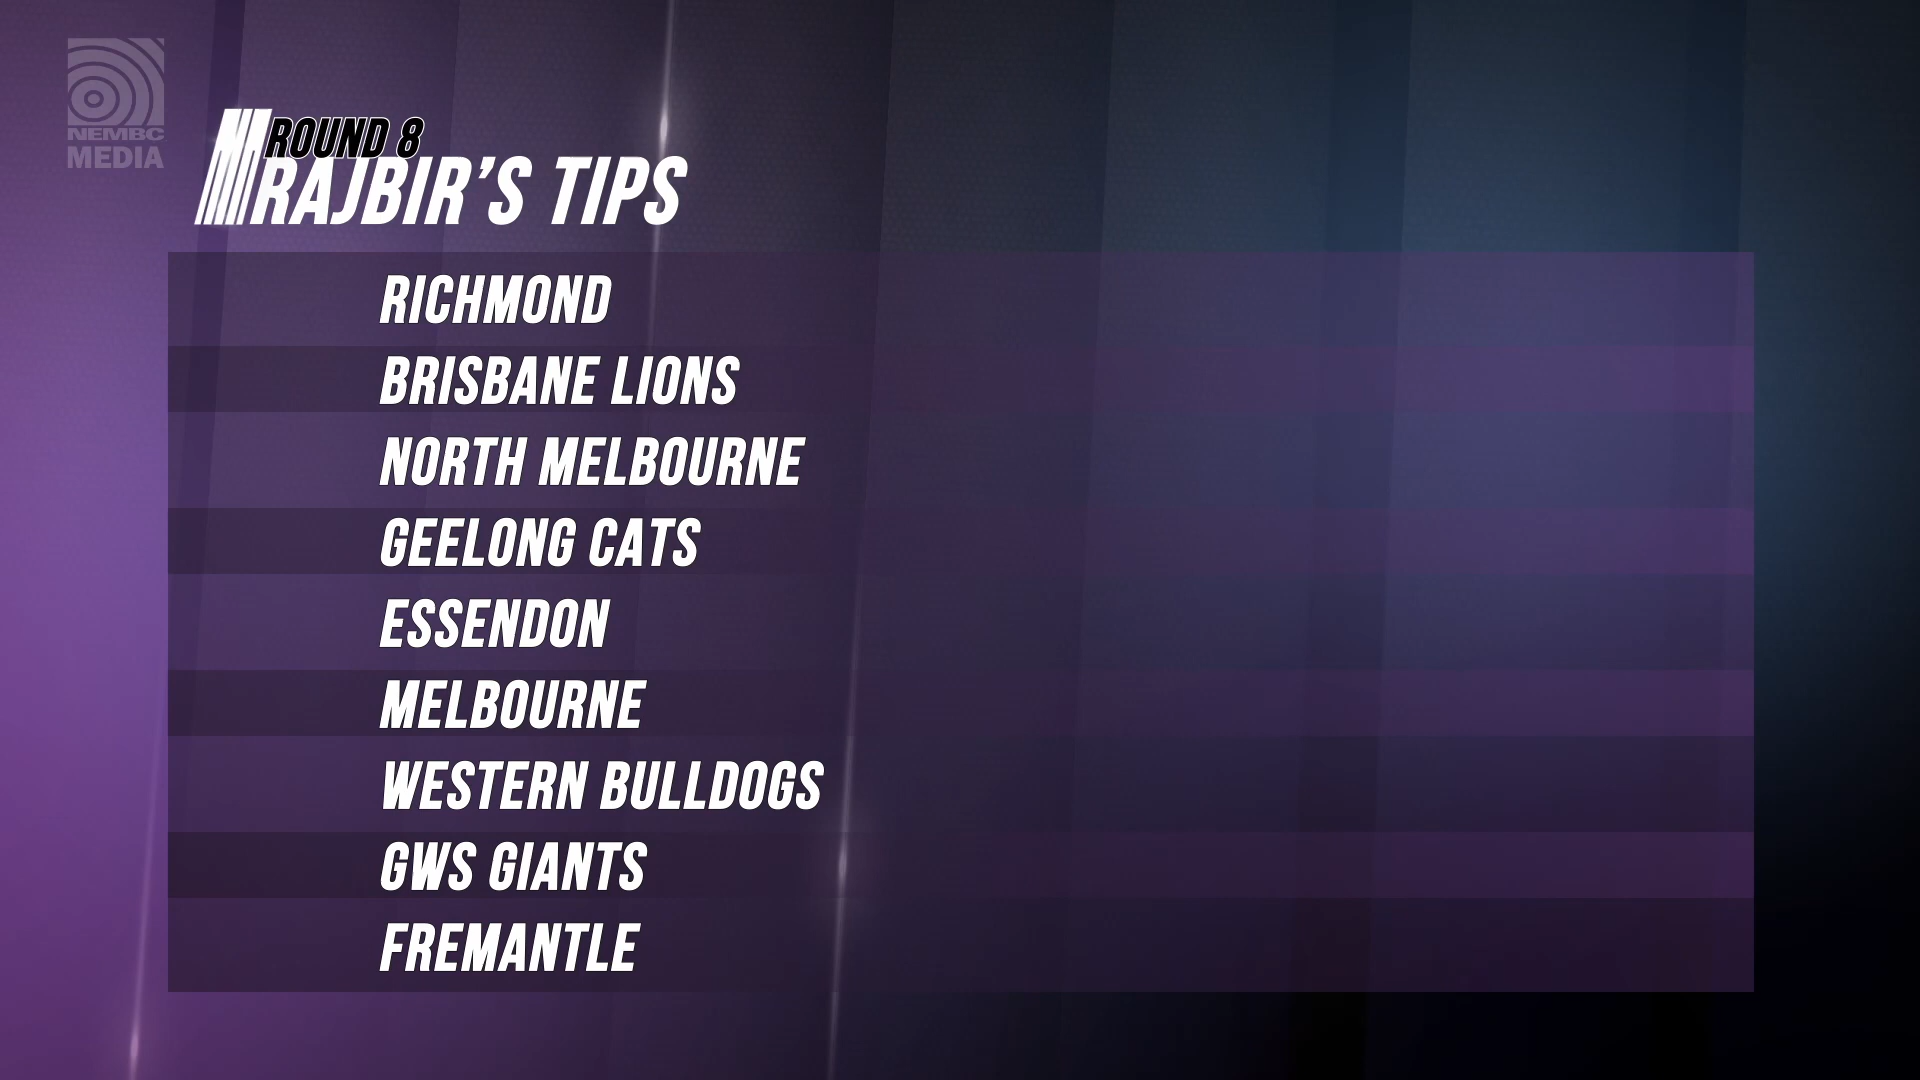 NEMBC
MEDIA
ROUND 8
RAJBIR'S TIPS
RICHMOND
BRISBANE LIONS
NORTH MELBOURNE
GEELONG CATS
ESSENDON
MELBOURNE
WESTERN BULLDOGS
GWS GIANTS
FREMANTLE